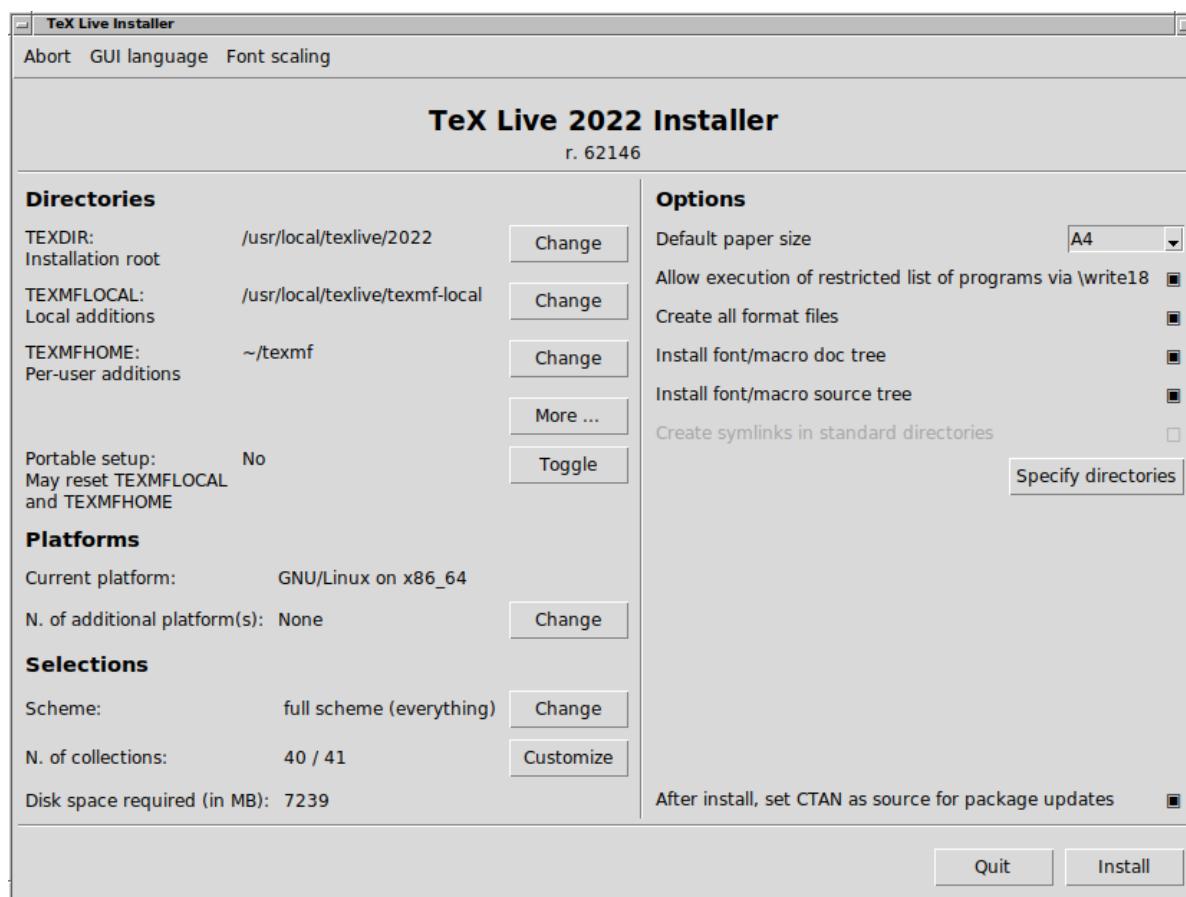 TeX Live Installer
Abort GUI language Font scaling
TeX Live 2022 Installer
r. 62146
Directories
TEXDIR: /usr/local/texlive/2022 Change
Installation root
TEXMFLOCAL: /usr/local/texlive/texmf-local Change
Local additions
TEXMFHOME: ~/texmf Change
Per-user additions
More ...
Portable setup: No Toggle
May reset TEXMFLOCAL
and TEXMFHOME
Platforms
Current platform: GNU/Linux on x86_64
N. of additional platform(s): None Change
Selections
Scheme: full scheme (everything) Change
N. of collections: 40 / 41 Customize
Disk space required (in MB): 7239
Options
Default paper size A4
Allow execution of restricted list of programs via \write18
Create all format files
Install font/macro doc tree
Install font/macro source tree
Create symlinks in standard directories
Specify directories
After install, set CTAN as source for package updates
Quit Install